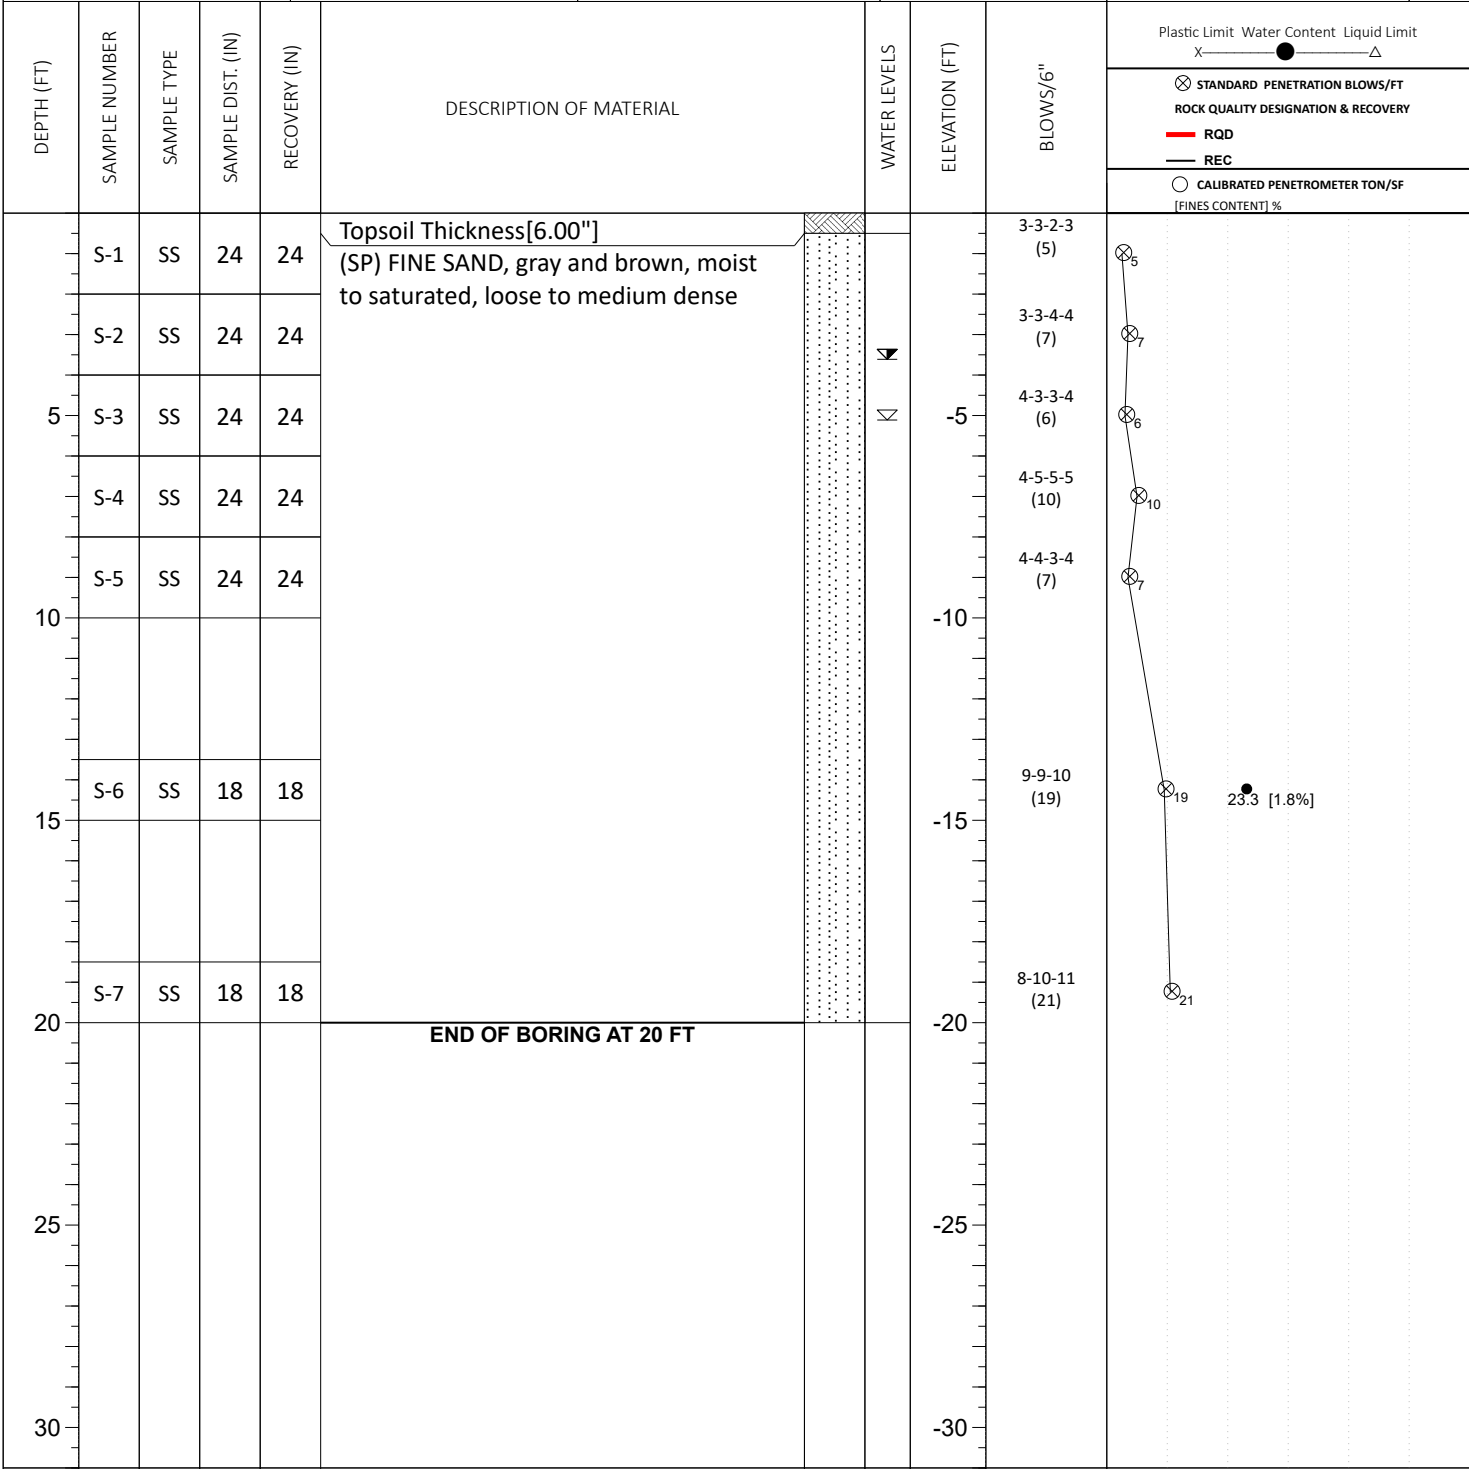 DEPTH (FT)
SAMPLE NUMBER
SAMPLE TYPE
SAMPLE DIST. (IN)
RECOVERY (IN)
DESCRIPTION OF MATERIAL
WATER LEVELS
ELEVATION (FT)
BLOWS/6"
Plastic Limit Water Content Liquid Limit
X
STANDARD PENETRATION BLOWS/FT
ROCK QUALITY DESIGNATION & RECOVERY
RQD
REC
CALIBRATED PENETROMETER TON/SF
[FINES CONTENT] %
Topsoil Thickness[6.00"]
3-3-2-3
S-1 SS 24 24 (SP) FINE SAND, gray and brown, moist (5) 5
to saturated, loose to medium dense
3-3-4-4
S-2 SS 24 24 (7) 7
4-3-3-4
5 S-3 SS 24 24 -5 (6) 6
4-5-5-5
S-4 SS 24 24 (10) 10
4-4-3-4
S-5 SS 24 24 (7) 7
10 -10
9-9-10
S-6 SS 18 18 (19) 19 23.3 [1.8%]
15 -15
8-10-11
S-7 SS 18 18 (21) 21
20 -20
END OF BORING AT 20 FT
25 -25
30 -30